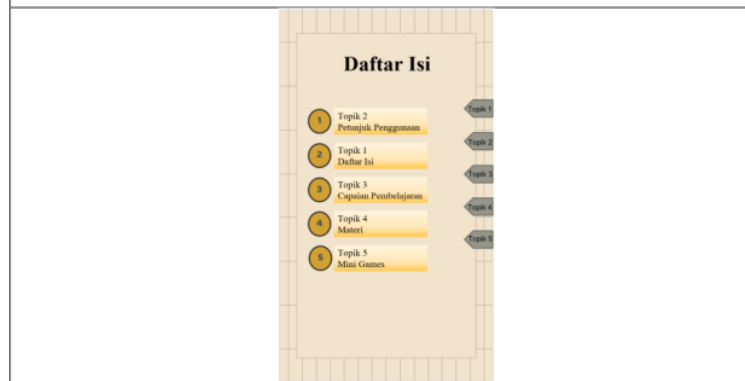 Daftar Isi
Topik 1
1
Topik 2
Petunjuk Penggunaan
Topik 2
2
Topik 1
Daftar Isi
Topik 3
3
Topik 3
Capaian Pembelajaran
Topik 4
4
Topik 4
Materi
Topik 5
5
Topik 5
Mini Games